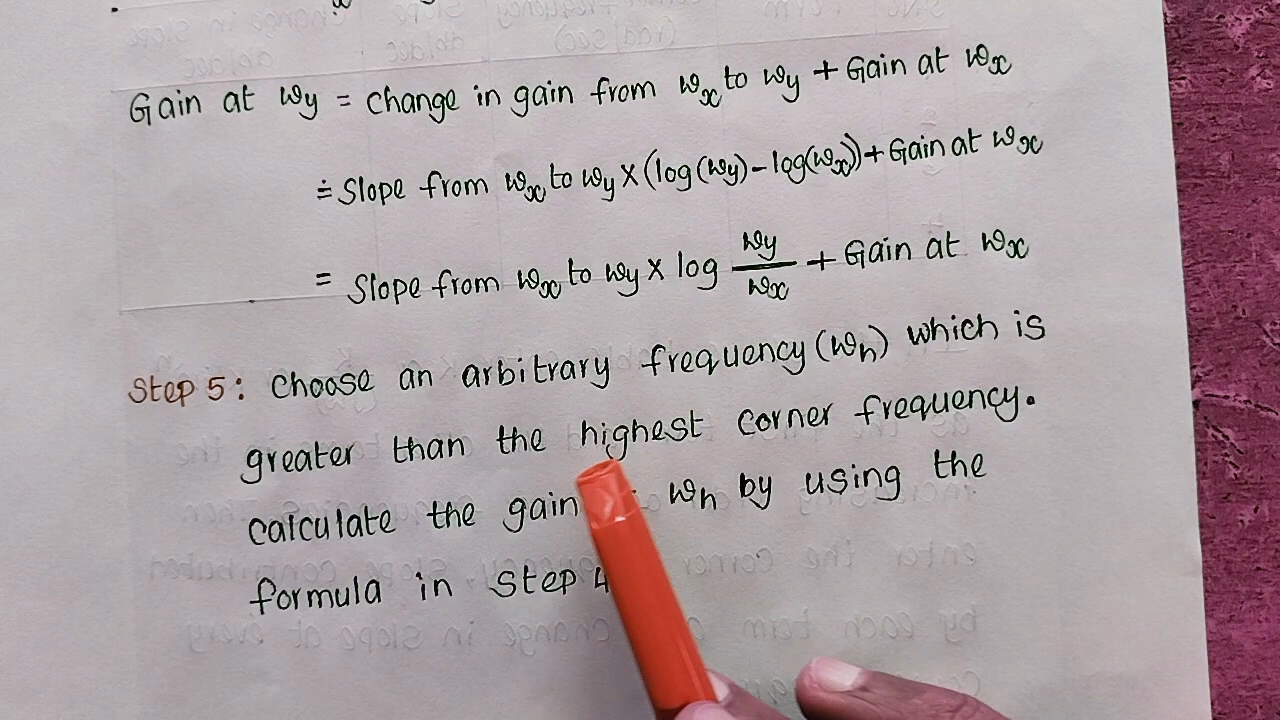 Gain at ωy = change in gain from ωx to ωy + Gain at ωx
= Slope from ωx to ωy × (log(ωy) - log(ωx)) + Gain at ωx
= Slope from ωx to ωy × log ωy/ωx + Gain at ωx
Step 5: Choose an arbitrary frequency (ωh) which is
greater than the highest corner frequency.
calculate the gain ωh by using the
formula in Step 4